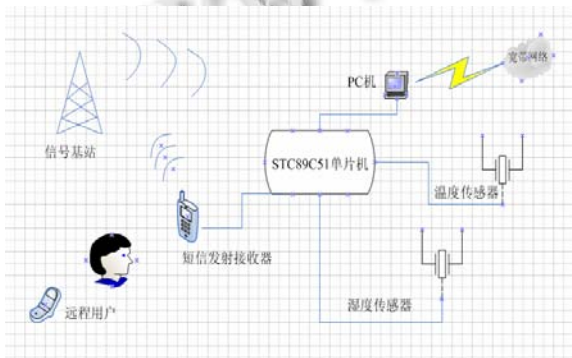 宽带网络
PC机
信号基站
STC89C51单片机
温度传感器
短信发射接收器
湿度传感器
远程用户